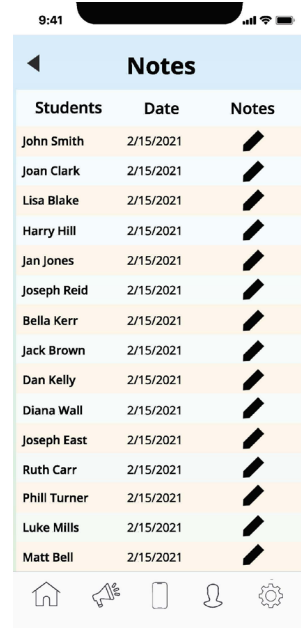 9:41
Notes
Students Date Notes
John Smith 2/15/2021
Joan Clark 2/15/2021
Lisa Blake 2/15/2021
Harry Hill 2/15/2021
Jan Jones 2/15/2021
Joseph Reid 2/15/2021
Bella Kerr 2/15/2021
Jack Brown 2/15/2021
Dan Kelly 2/15/2021
Diana Wall 2/15/2021
Joseph East 2/15/2021
Ruth Carr 2/15/2021
Phill Turner 2/15/2021
Luke Mills 2/15/2021
Matt Bell 2/15/2021